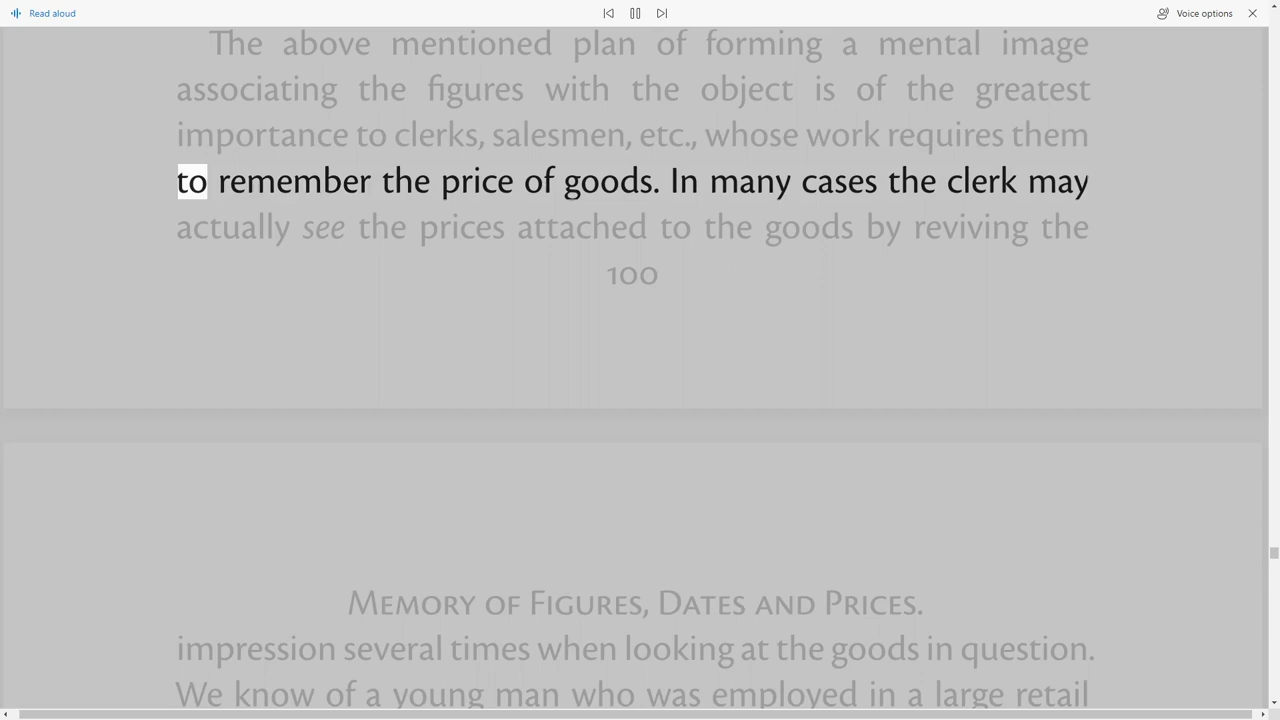 Read aloud
Voice options
The above mentioned plan of forming a mental image
associating the figures with the object is of the greatest
importance to clerks, salesmen, etc., whose work requires them
to remember the price of goods. In many cases the clerk may
actually see the prices attached to the goods by reviving the
100
Memory of Figures, Dates and Prices.
impression several times when looking at the goods in question.
We know of a young man who was employed in a large retail